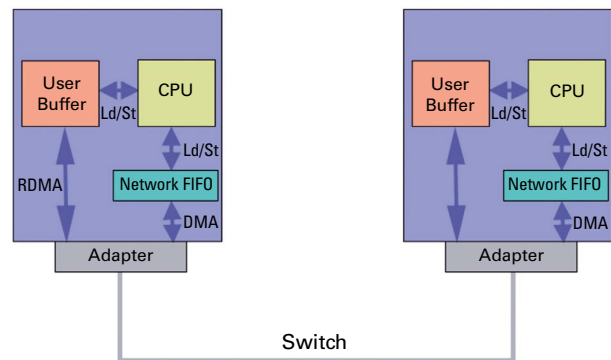 User
Buffer
CPU
Ld/St
Ld/St
RDMA
Network FIFO
DMA
Adapter
User
Buffer
CPU
Ld/St
Ld/St
Network FIFO
DMA
Adapter
Switch